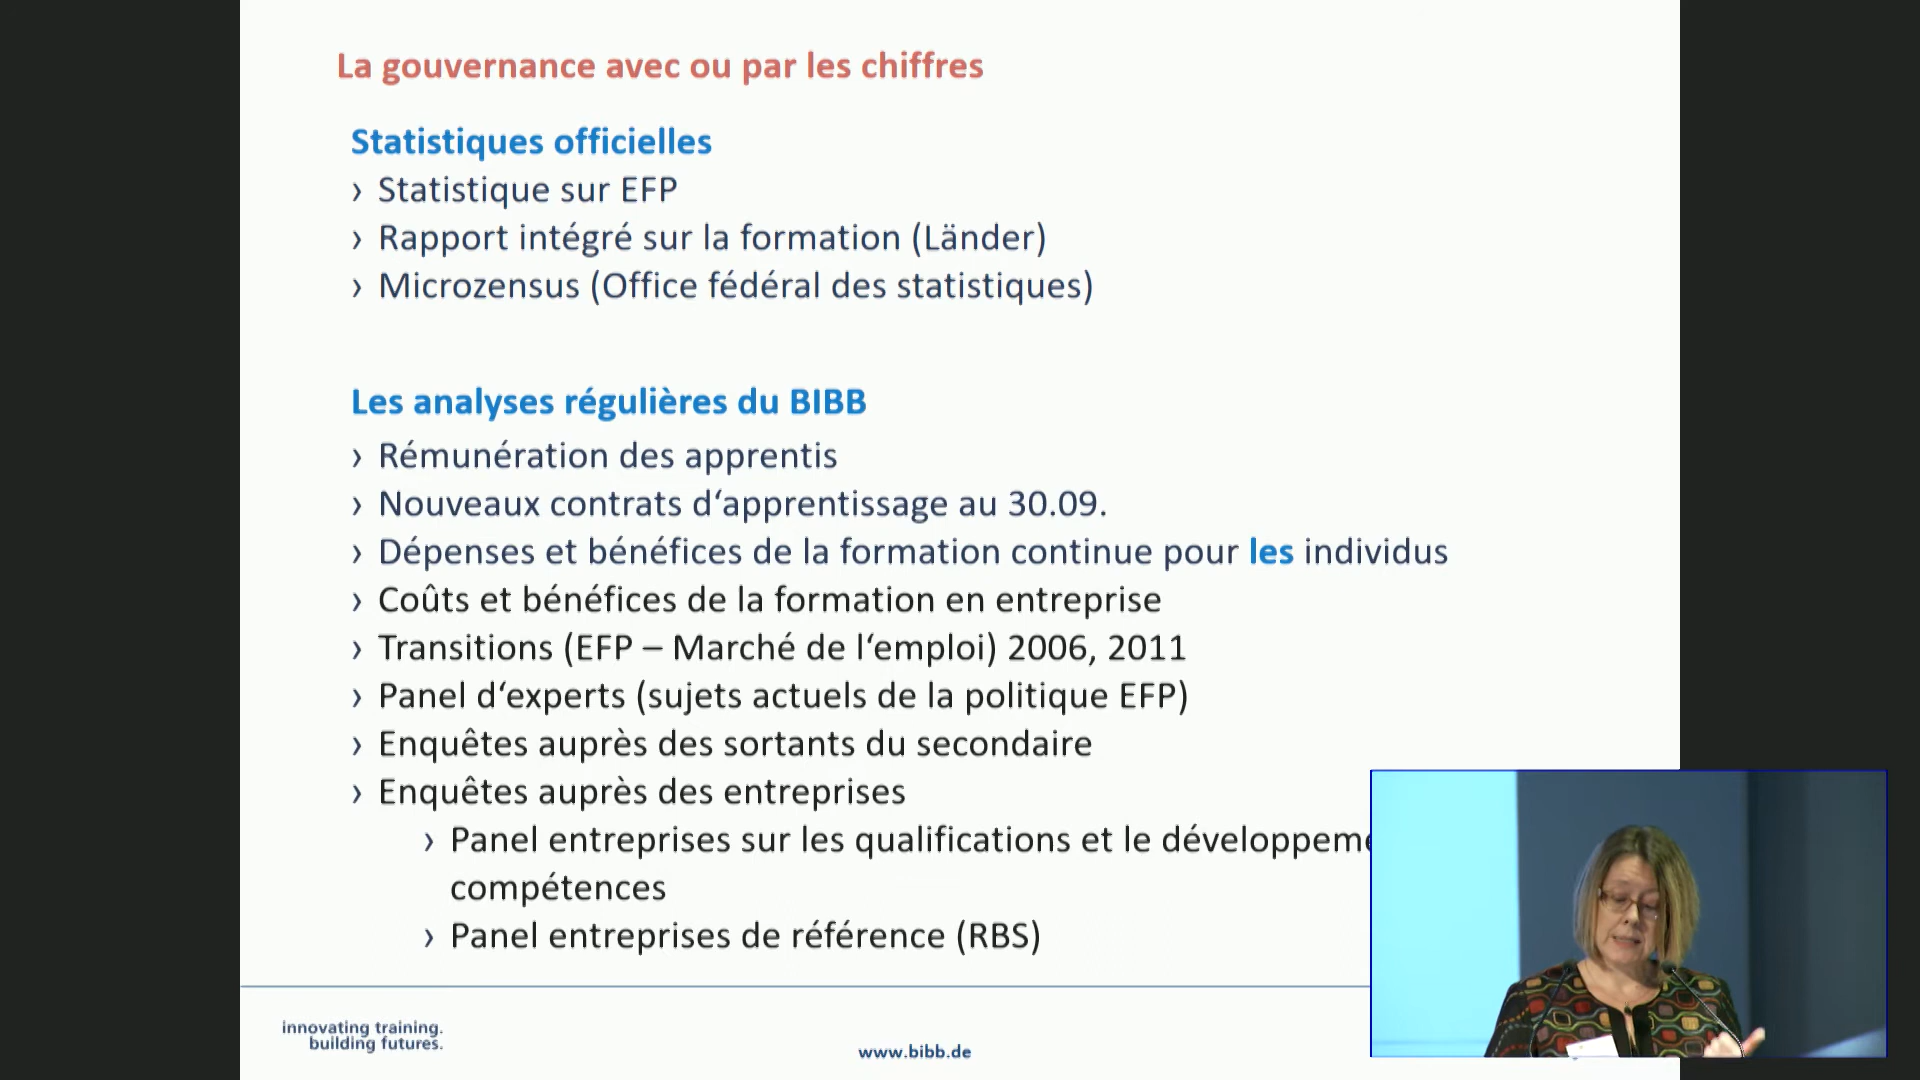 La gouvernance avec ou par les chiffres
Statistiques officielles
› Statistique sur EFP
› Rapport intégré sur la formation (Länder)
› Microzensus (Office fédéral des statistiques)
Les analyses régulières du BIBB
› Rémunération des apprentis
› Nouveaux contrats d‘apprentissage au 30.09.
› Dépenses et bénéfices de la formation continue pour les individus
› Coûts et bénéfices de la formation en entreprise
› Transitions (EFP – Marché de l‘emploi) 2006, 2011
› Panel d‘experts (sujets actuels de la politique EFP)
› Enquêtes auprès des sortants du secondaire
› Enquêtes auprès des entreprises
› Panel entreprises sur les qualifications et le développeme
compétences
› Panel entreprises de référence (RBS)
innovating training.
building futures.
www.bibb.de